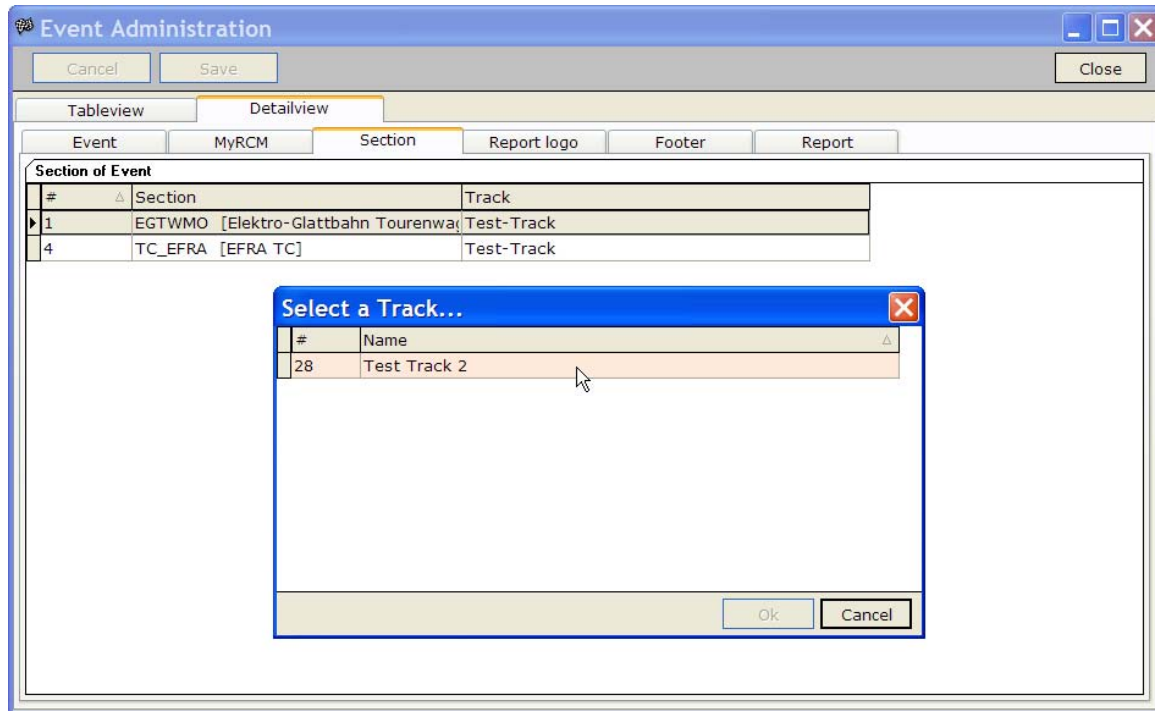 Event Administration
Cancel Save Close
Tableview Detailview
Event MyRCM Section Report logo Footer Report
Section of Event
# Section Track
1 EGTWMO [Elektro-Glattbahn Tourenwag Test-Track
4 TC_EFRA [EFRA TC] Test-Track
Select a Track...
# Name
28 Test Track 2
Ok Cancel